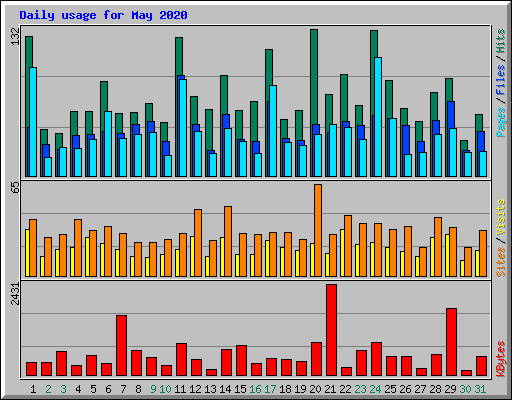 Daily usage for May 2020
132
Pages / Files / Hits
65
Sites / Visits
2431
KBytes
1 2 3 4 5 6 7 8 9 10 11 12 13 14 15 16 17 18 19 20 21 22 23 24 25 26 27 28 29 30 31